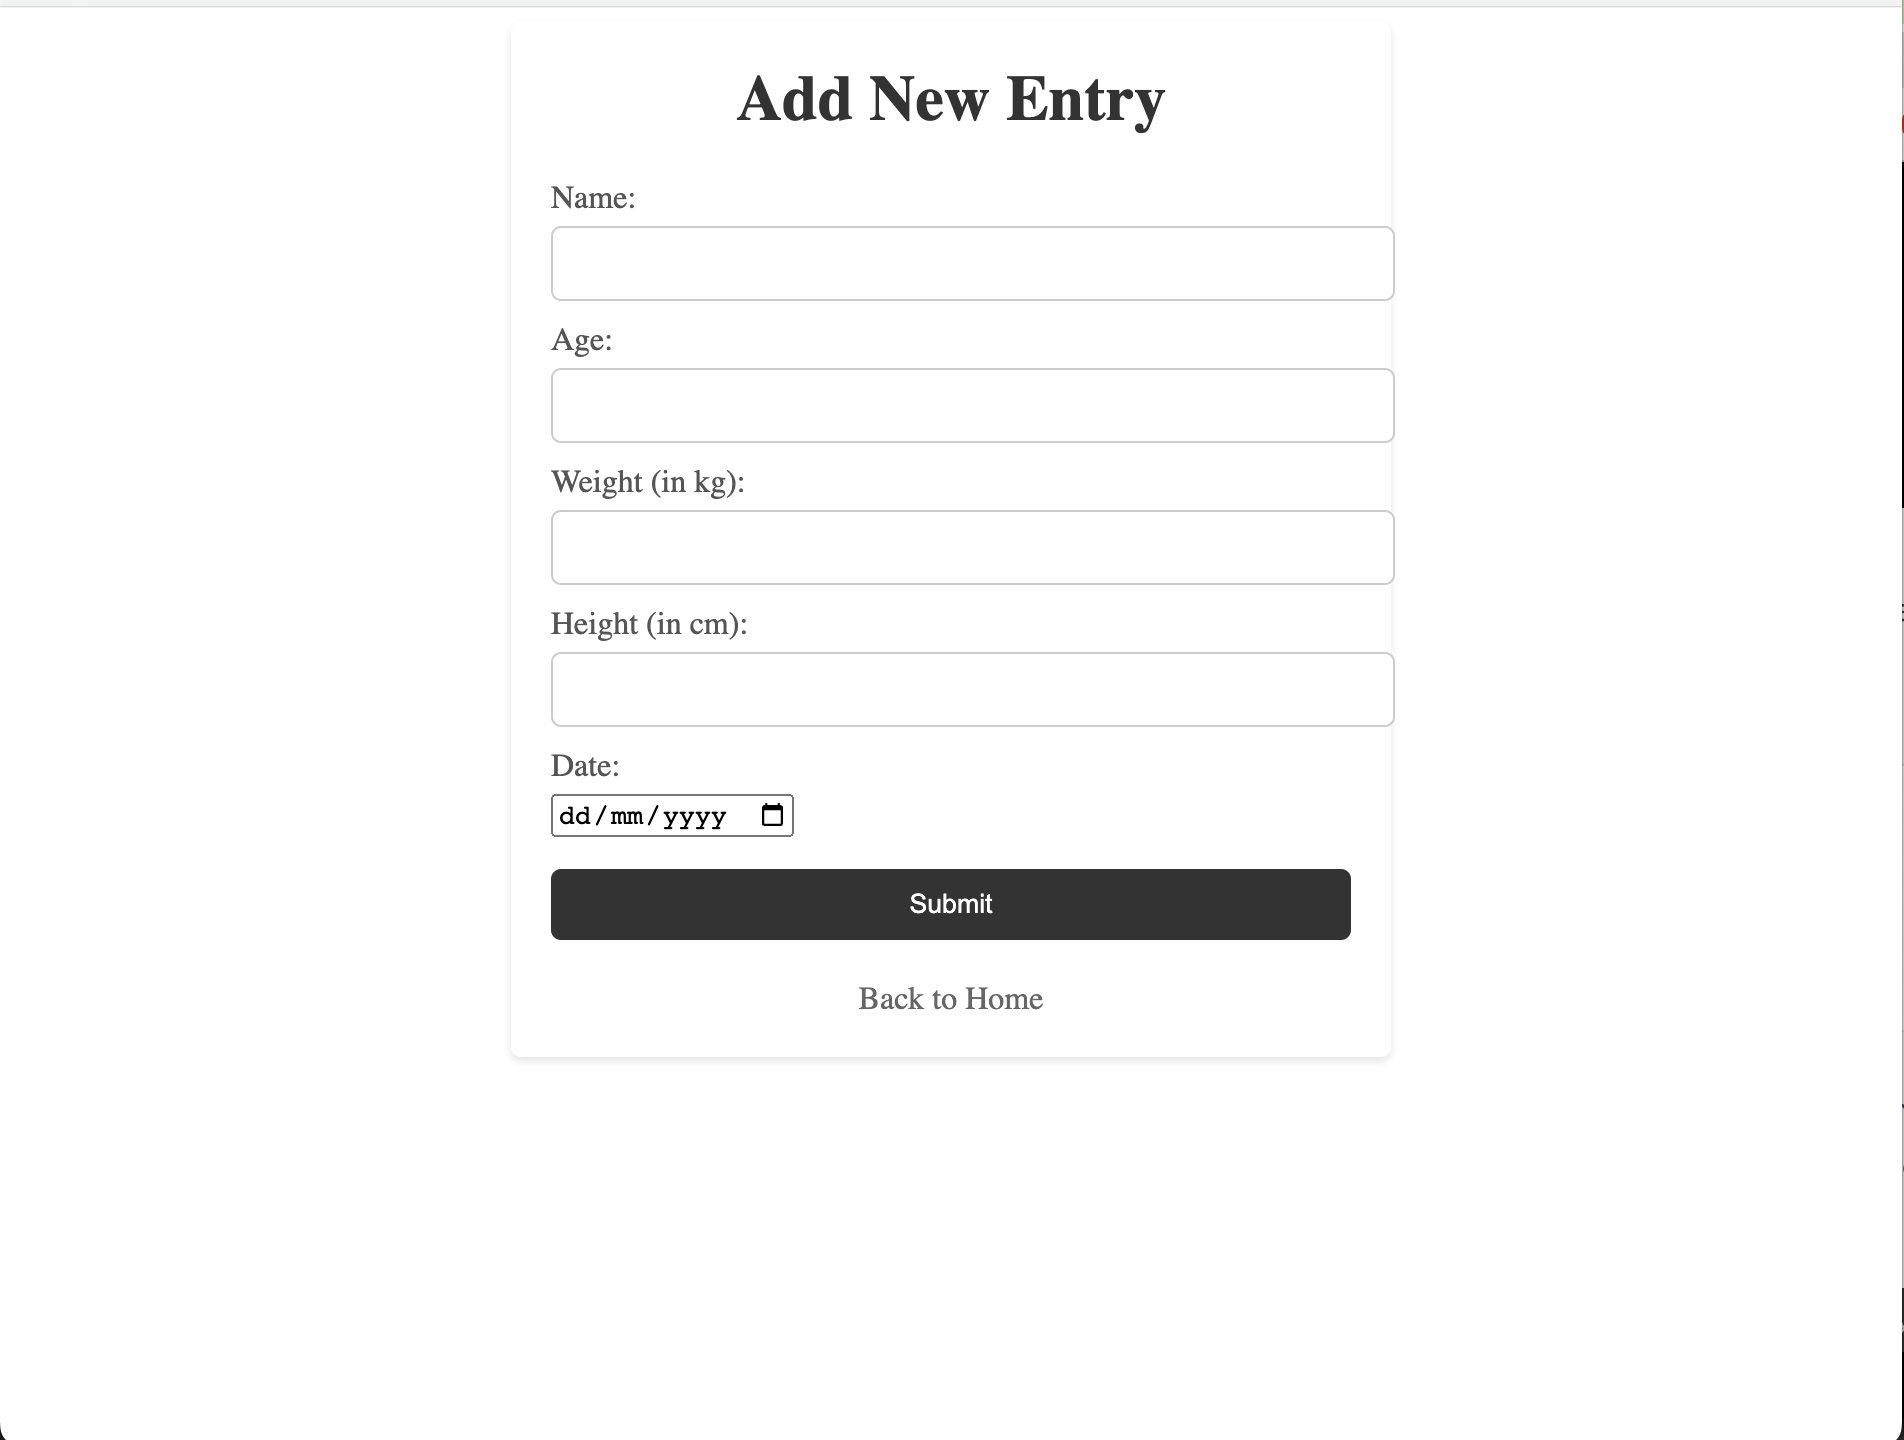 Add New Entry
Name:
Age:
Weight (in kg):
Height (in cm):
Date:
dd/mm/yyyy
Submit
Back to Home